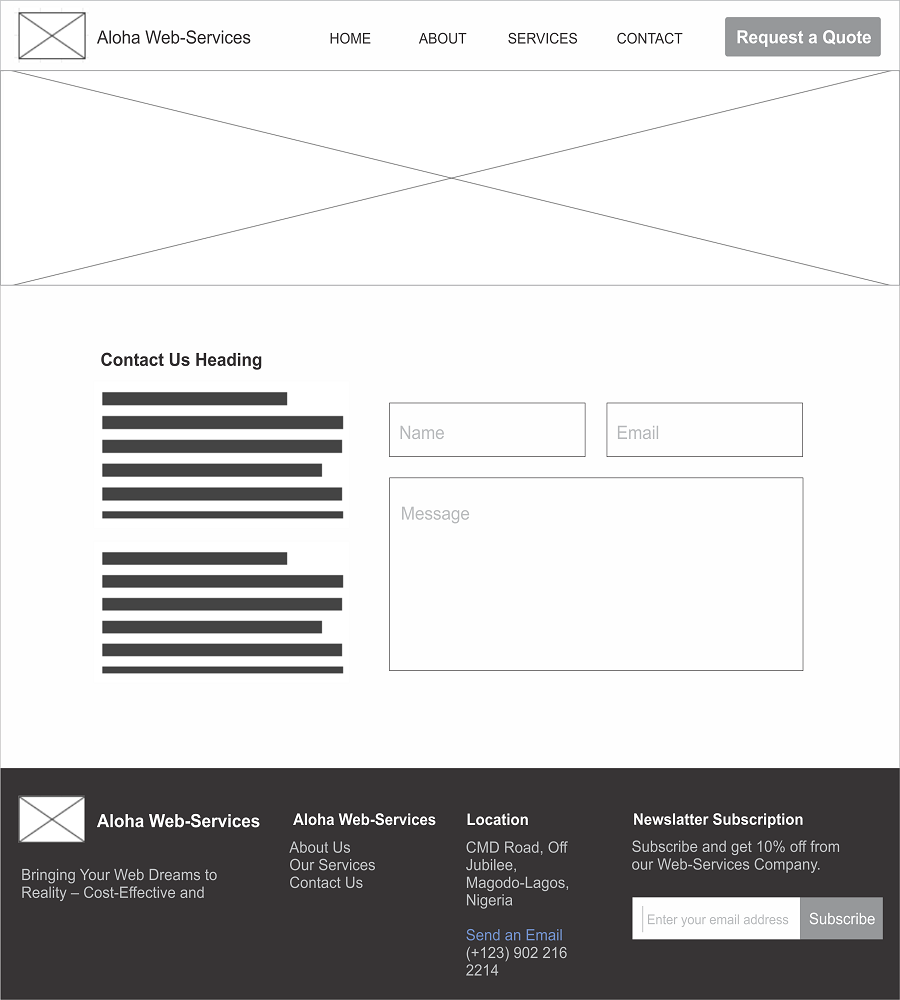 Aloha Web-Services
HOME
ABOUT
SERVICES
CONTACT
Request a Quote
Contact Us Heading
Name
Email
Message
Aloha Web-Services
Bringing Your Web Dreams to
Reality – Cost-Effective and
Aloha Web-Services
About Us
Our Services
Contact Us
Location
CMD Road, Off
Jubilee,
Magodo-Lagos,
Nigeria
Send an Email
(+123) 902 216
2214
Newslatter Subscription
Subscribe and get 10% off from
our Web-Services Company.
Enter your email address
Subscribe